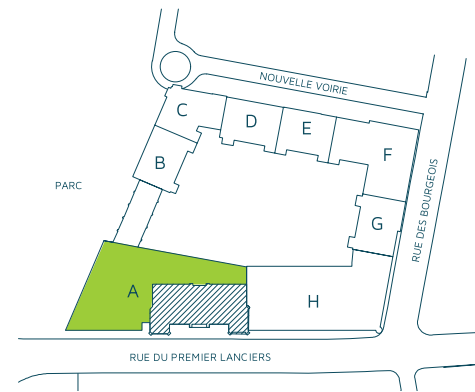 NOUVELLE VOIRIE
C
D
E
F
B
PARC
RUE DES BOURGEOIS
G
A
H
RUE DU PREMIER LANCIERS